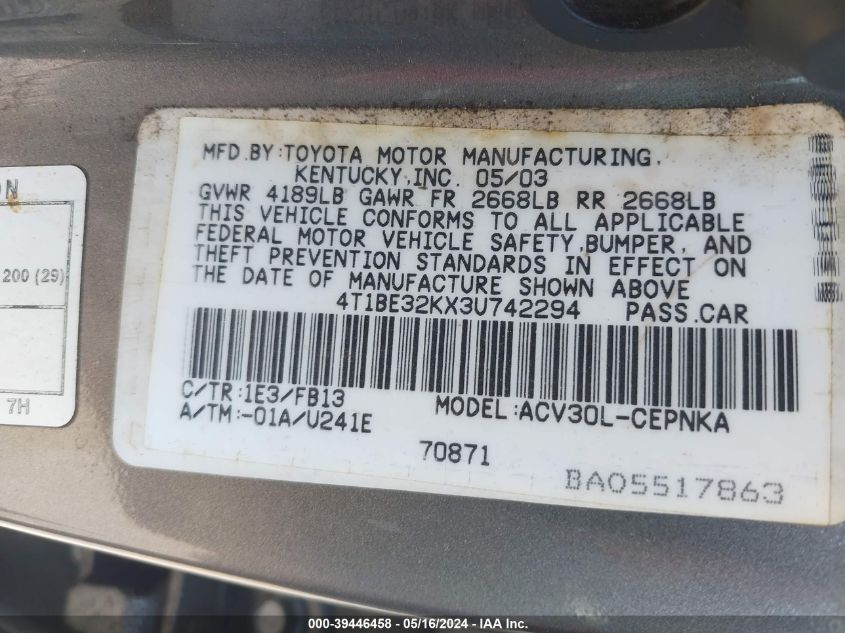 MFD.BY:TOYOTA MOTOR MANUFACTURING,
KENTUCKY,INC. 05/03
GVWR 4189LB GAWR FR 2668LB RR 2668LB
THIS VEHICLE CONFORMS TO ALL APPLICABLE
FEDERAL MOTOR VEHICLE SAFETY,BUMPER, AND
THEFT PREVENTION STANDARDS IN EFFECT ON
THE DATE OF MANUFACTURE SHOWN ABOVE
4T1BE32KX3U742294 PASS.CAR
C/TR:1E3/FB13
A/TM:-01A/U241E MODEL:ACV30L-CEPNKA
70871
BA05517863
ON
200 (29)
7H
000-39446458 - 05/16/2024 - IAA Inc.